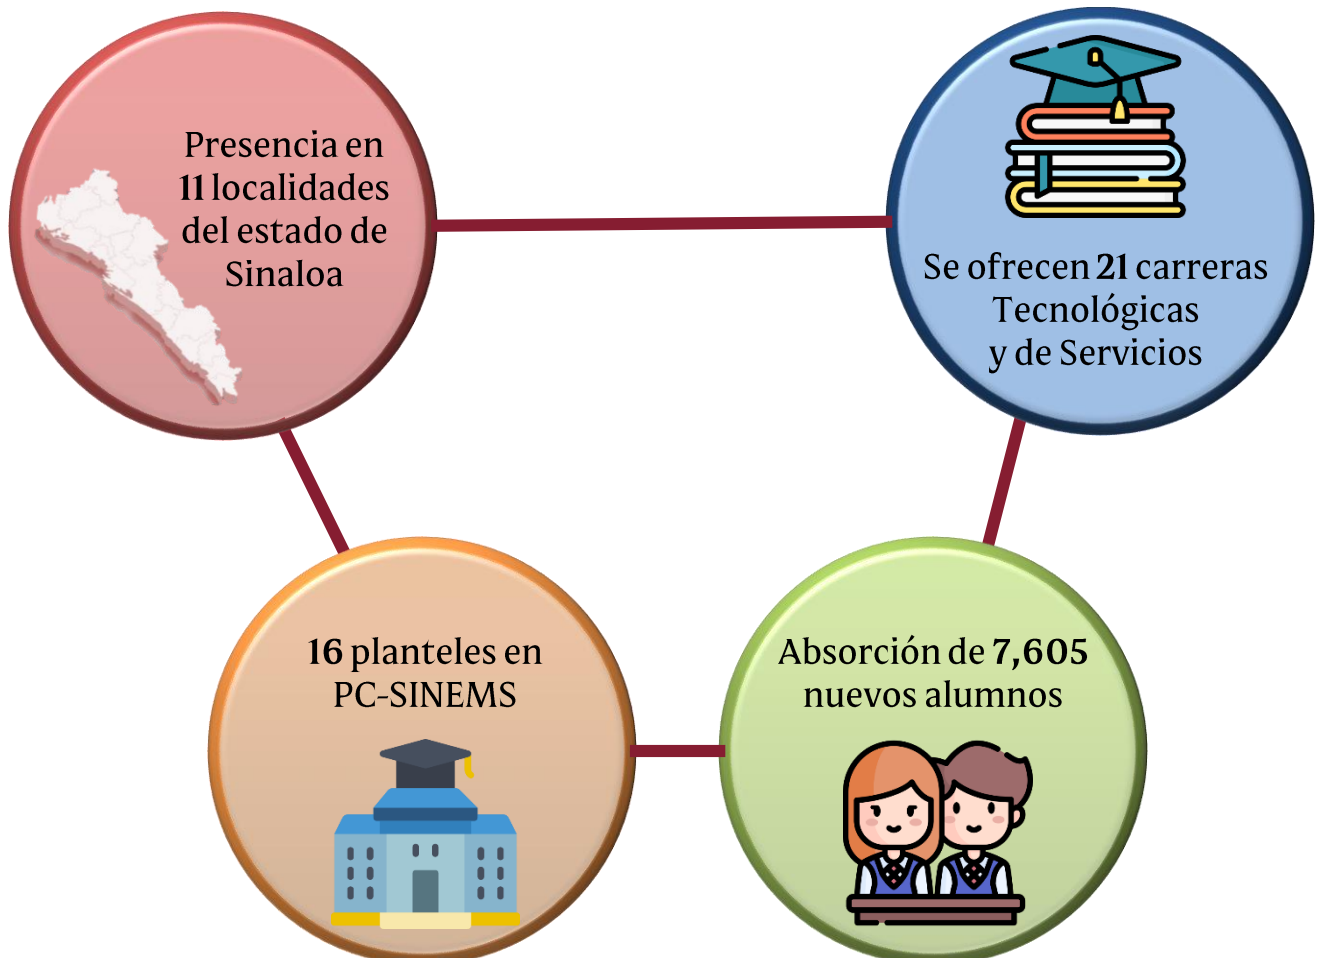 Presencia en
11 localidades
del estado de
Sinaloa
Se ofrecen 21 carreras
Tecnológicas
y de Servicios
16 planteles en
PC-SINEMS
Absorción de 7,605
nuevos alumnos